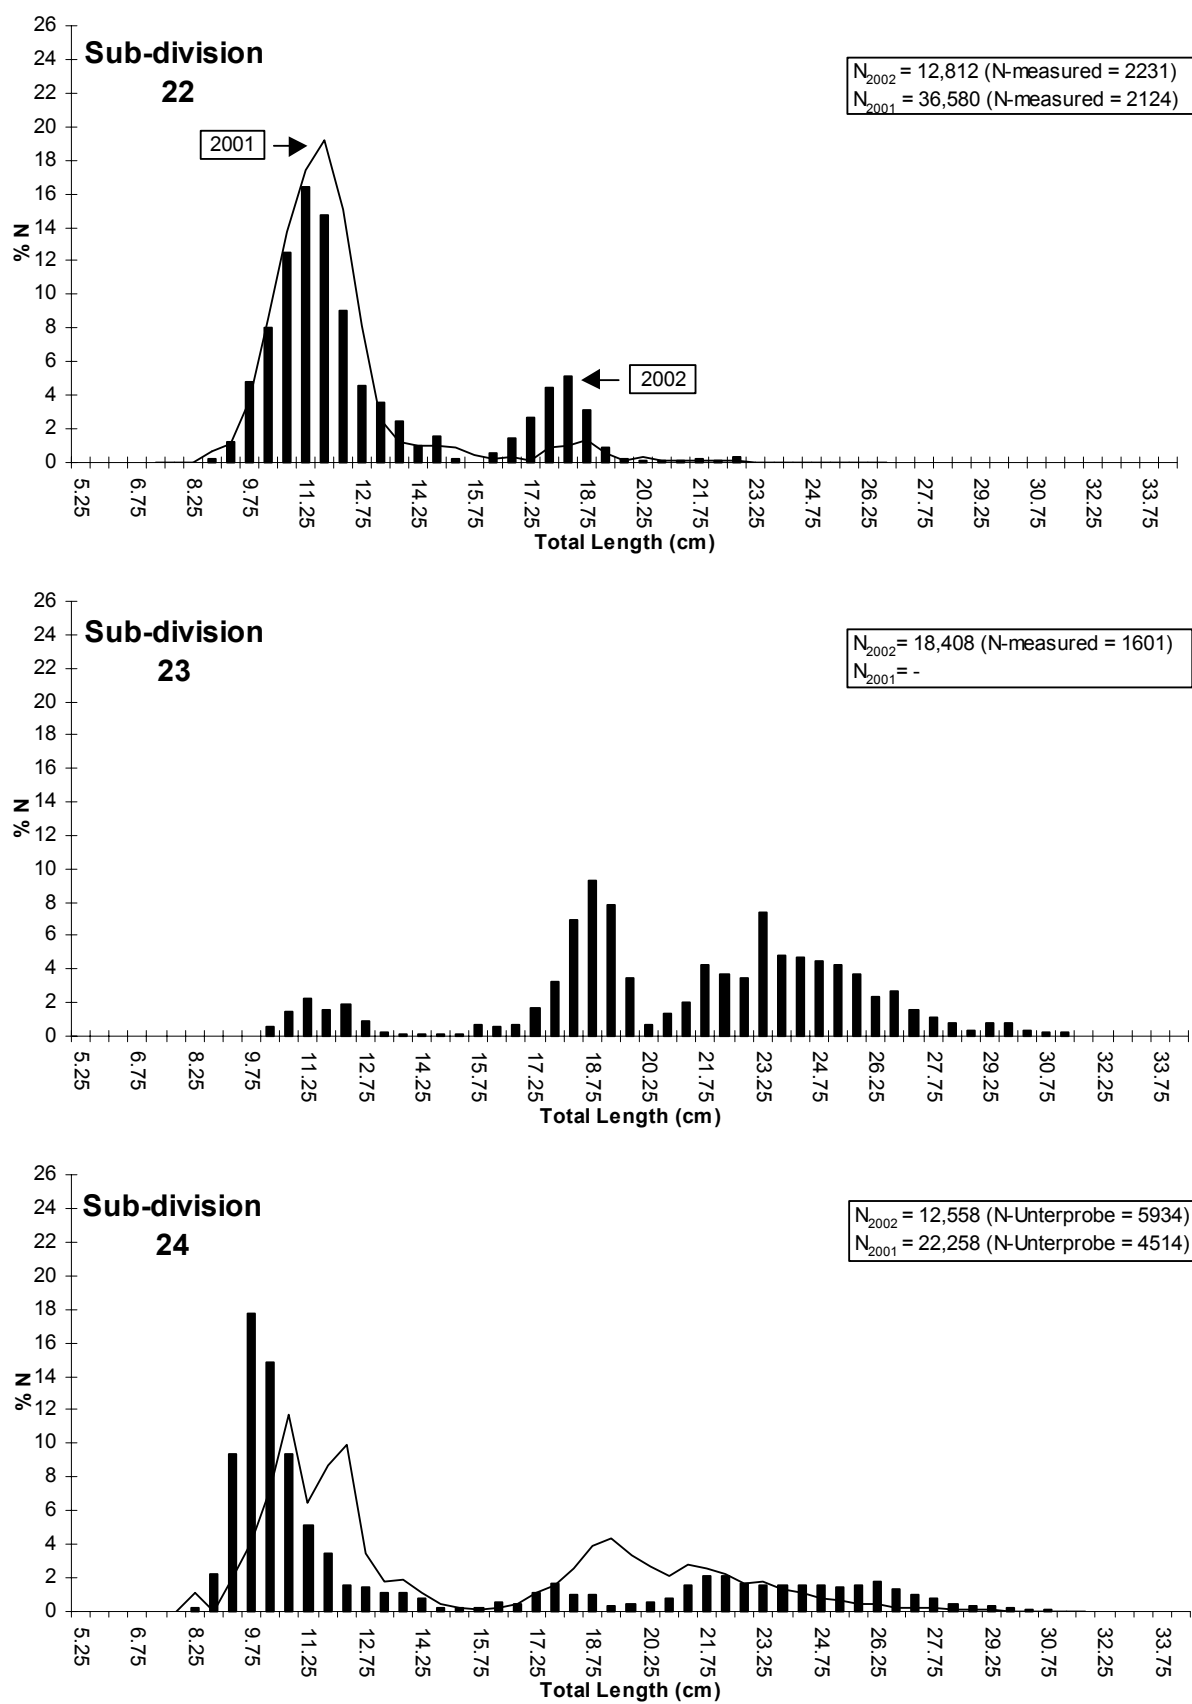 26
24
22
20
18
16
14
12
10
8
6
4
2
0
% N
Sub-division
22
N2002 = 12,812 (N-measured = 2231)
N2001 = 36,580 (N-measured = 2124)
2001
2002
5.25 6.75 8.25 9.75 11.25 12.75 14.25 15.75 17.25 18.75 20.25 21.75 23.25 24.75 26.25 27.75 29.25 30.75 32.25 33.75
Total Length (cm)
26
24
22
20
18
16
14
12
10
8
6
4
2
0
% N
Sub-division
23
N2002= 18,408 (N-measured = 1601)
N2001= -
5.25 6.75 8.25 9.75 11.25 12.75 14.25 15.75 17.25 18.75 20.25 21.75 23.25 24.75 26.25 27.75 29.25 30.75 32.25 33.75
Total Length (cm)
26
24
22
20
18
16
14
12
10
8
6
4
2
0
% N
Sub-division
24
N2002 = 12,558 (N-Unterprobe = 5934)
N2001 = 22,258 (N-Unterprobe = 4514)
5.25 6.75 8.25 9.75 11.25 12.75 14.25 15.75 17.25 18.75 20.25 21.75 23.25 24.75 26.25 27.75 29.25 30.75 32.25 33.75
Total Length (cm)